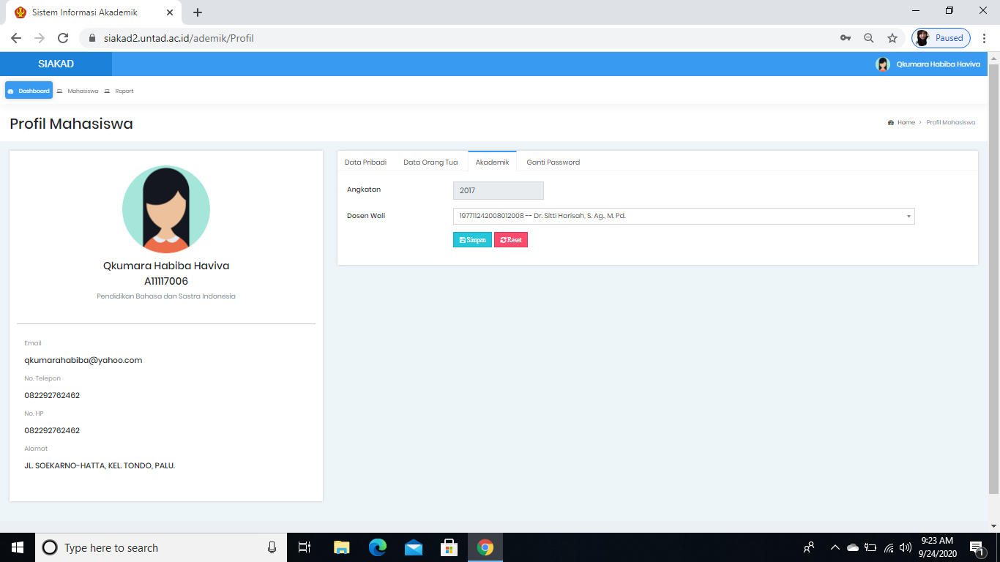 Sistem Informasi Akademik
siakad2.untad.ac.id/ademik/Profil
Paused
SIAKAD
Qkumara Habiba Haviva
Dashboard Mahasiswa Report
Profil Mahasiswa
Home > Profil Mahasiswa
Qkumara Habiba Haviva
A11117006
Pendidikan Bahasa dan Sastra Indonesia
Email
qkumarahabiba@yahoo.com
No. Telepon
082292762462
No. HP
082292762462
Alamat
JL. SOEKARNO-HATTA, KEL. TONDO, PALU.
Data Pribadi Data Orang Tua Akademik Ganti Password
Angkatan 2017
Dosen Wali 197711242008012008 -- Dr. Sitti Harisah, S. Ag., M. Pd.
Simpan Reset
Type here to search
9:23 AM
9/24/2020
1